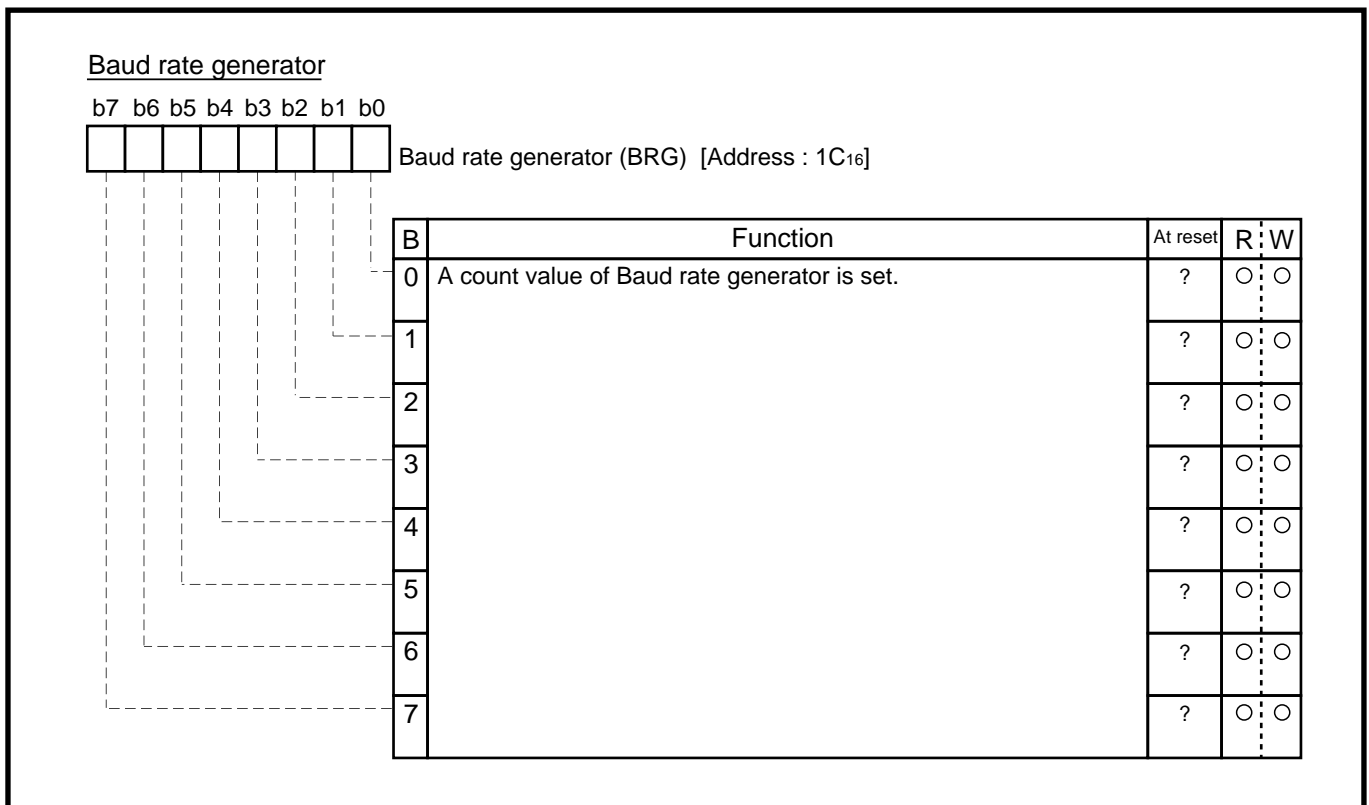 Baud rate generator
b7 b6 b5 b4 b3 b2 b1 b0
Baud rate generator (BRG) [Address : 1C16]
B Function At reset R W
0 A count value of Baud rate generator is set. ? ○ ○
1 ? ○ ○
2 ? ○ ○
3 ? ○ ○
4 ? ○ ○
5 ? ○ ○
6 ? ○ ○
7 ? ○ ○